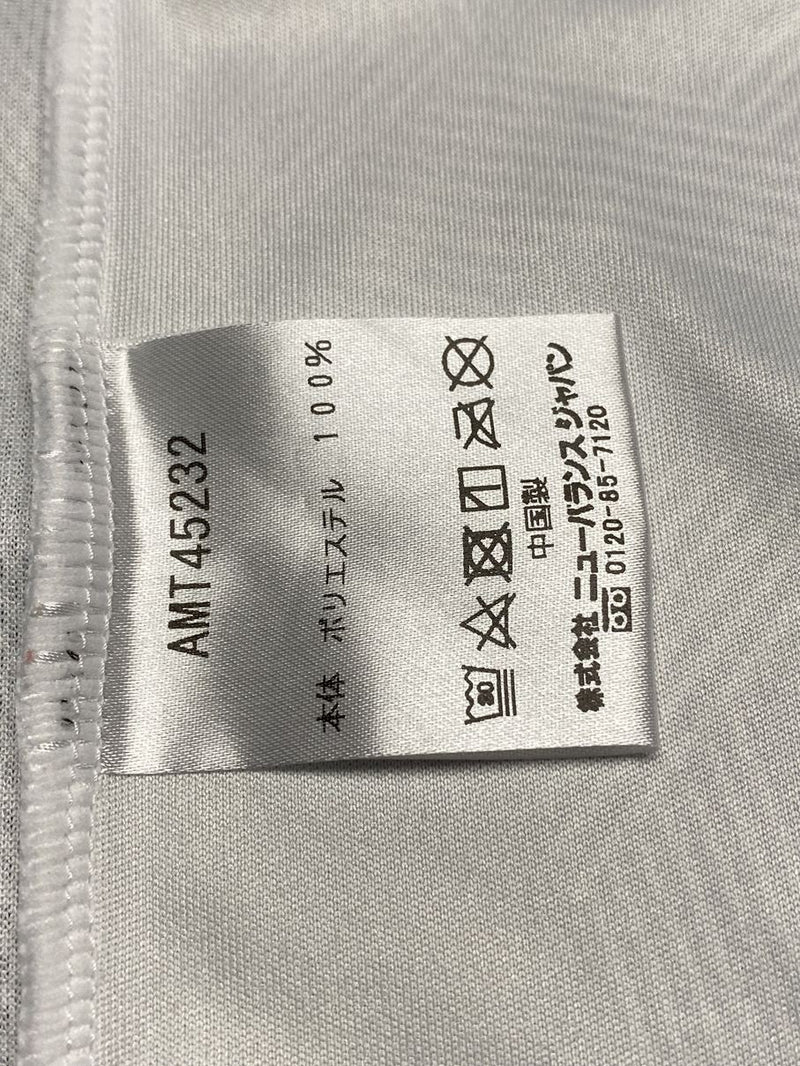 AMT45232
本体 ポリエステル 100%
30
中国製
株式会社 ニューバランス ジャパン
0120-85-7120